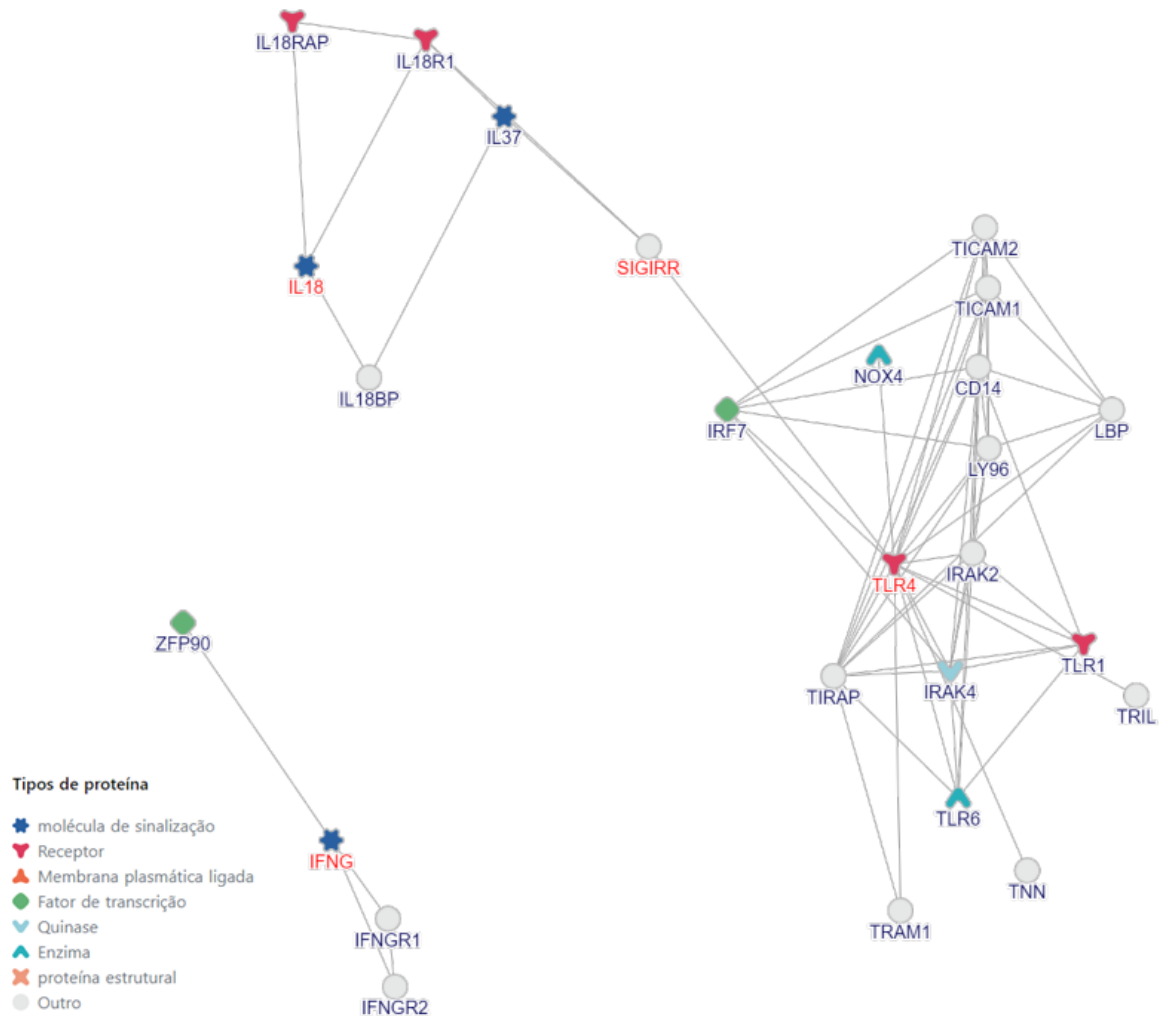 IL18RAP
IL18R1
IL37
SIGIRR
IL18
IL18BP
TICAM2
TICAM1
NOX4
CD14
IRF7
LBP
LY96
TLR4
IRAK2
TLR1
TIRAP
IRAK4
TRIL
TLR6
TNN
TRAM1
ZFP90
IFNG
IFNGR1
IFNGR2
Tipos de proteína
molécula de sinalização
Receptor
Membrana plasmática ligada
Fator de transcrição
Quinase
Enzima
proteína estrutural
Outro